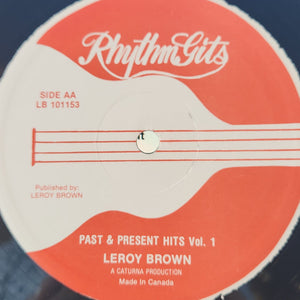 RhythmGits
SIDE AA
LB 101153
Published by:
LEROY BROWN
PAST & PRESENT HITS Vol. 1
LEROY BROWN
A CATURNA PRODUCTION
Made In Canada